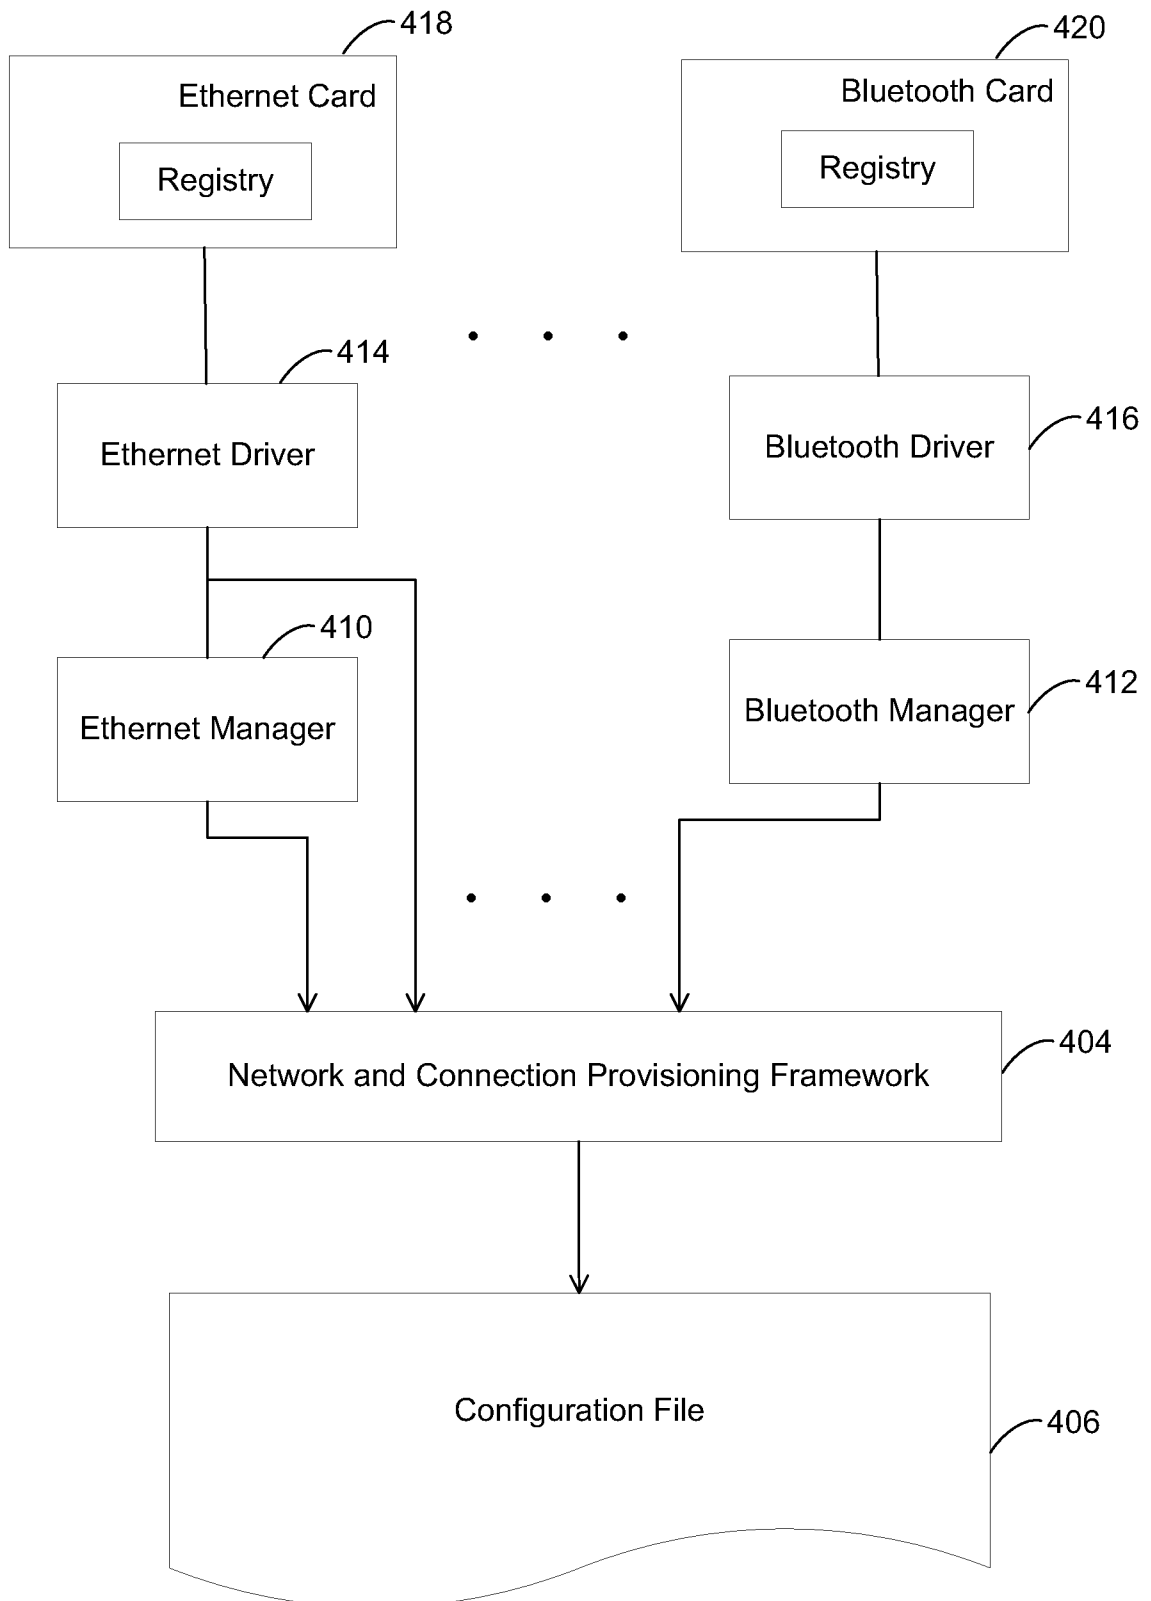 418
420
Ethernet Card
Bluetooth Card
Registry
Registry
414
416
Ethernet Driver
Bluetooth Driver
410
412
Ethernet Manager
Bluetooth Manager
404
Network and Connection Provisioning Framework
Configuration File
406